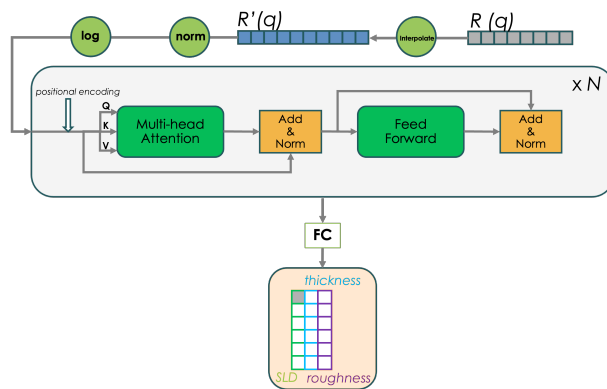 R'(q)
R (q)
log
norm
Interpolate
x N
positional encoding
Q
K
V
Multi-head
Attention
Add
&
Norm
Feed
Forward
Add
&
Norm
FC
thickness
SLD
roughness